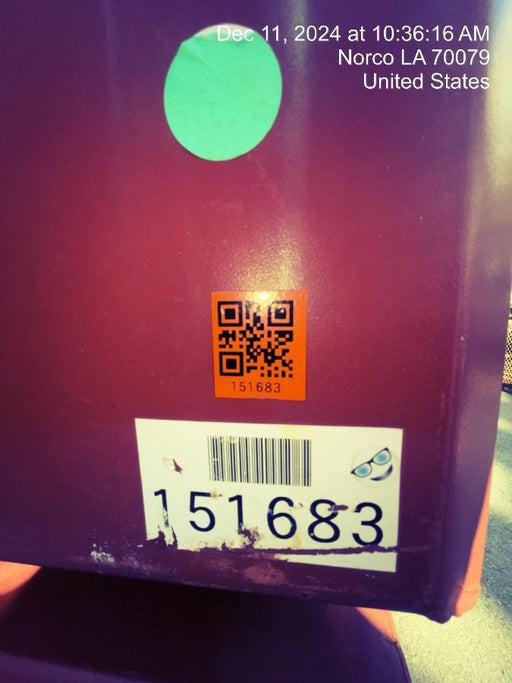 Dec 11, 2024 at 10:36:16 AM
Norco LA 70079
United States
151683
151683